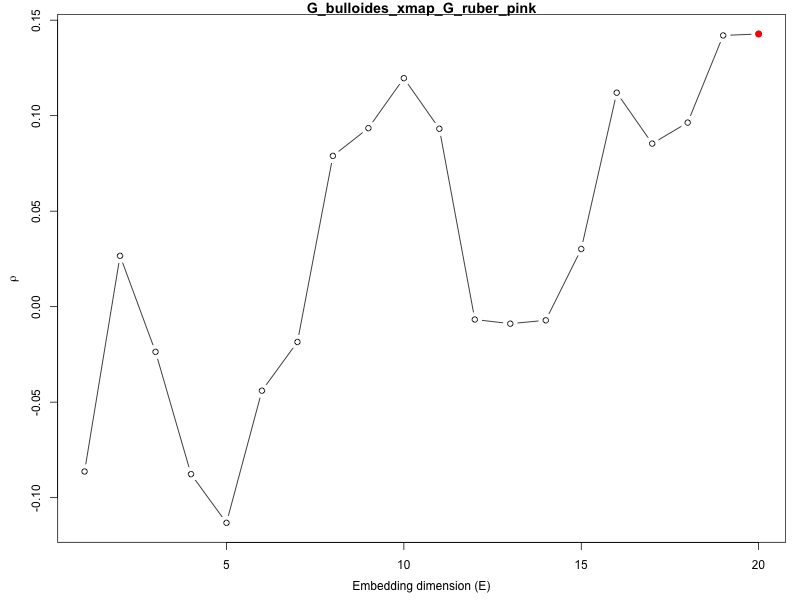 G_bulloides_xmap_G_ruber_pink
0.15
0.10
0.05
0.00
-0.05
-0.10
ρ
5 10 15 20
Embedding dimension (E)